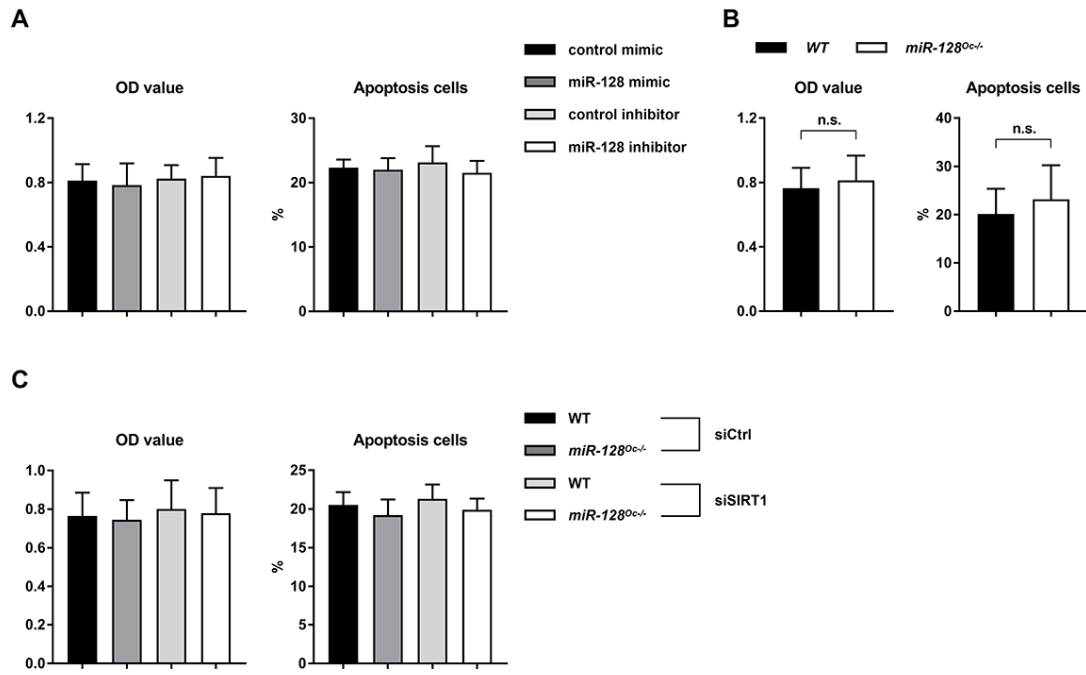 A
OD value
1.2
0.8
0.4
0.0
Apoptosis cells
%
30
20
10
0
control mimic
miR-128 mimic
control inhibitor
miR-128 inhibitor
B
WT
miR-128Oc-/-
OD value
1.2
0.8
0.4
0.0
n.s.
Apoptosis cells
%
40
30
20
10
0
n.s.
C
OD value
1.0
0.8
0.6
0.4
0.2
0.0
Apoptosis cells
%
25
20
15
10
5
0
WT
miR-128Oc-/-
siCtrl
WT
miR-128Oc-/-
siSIRT1